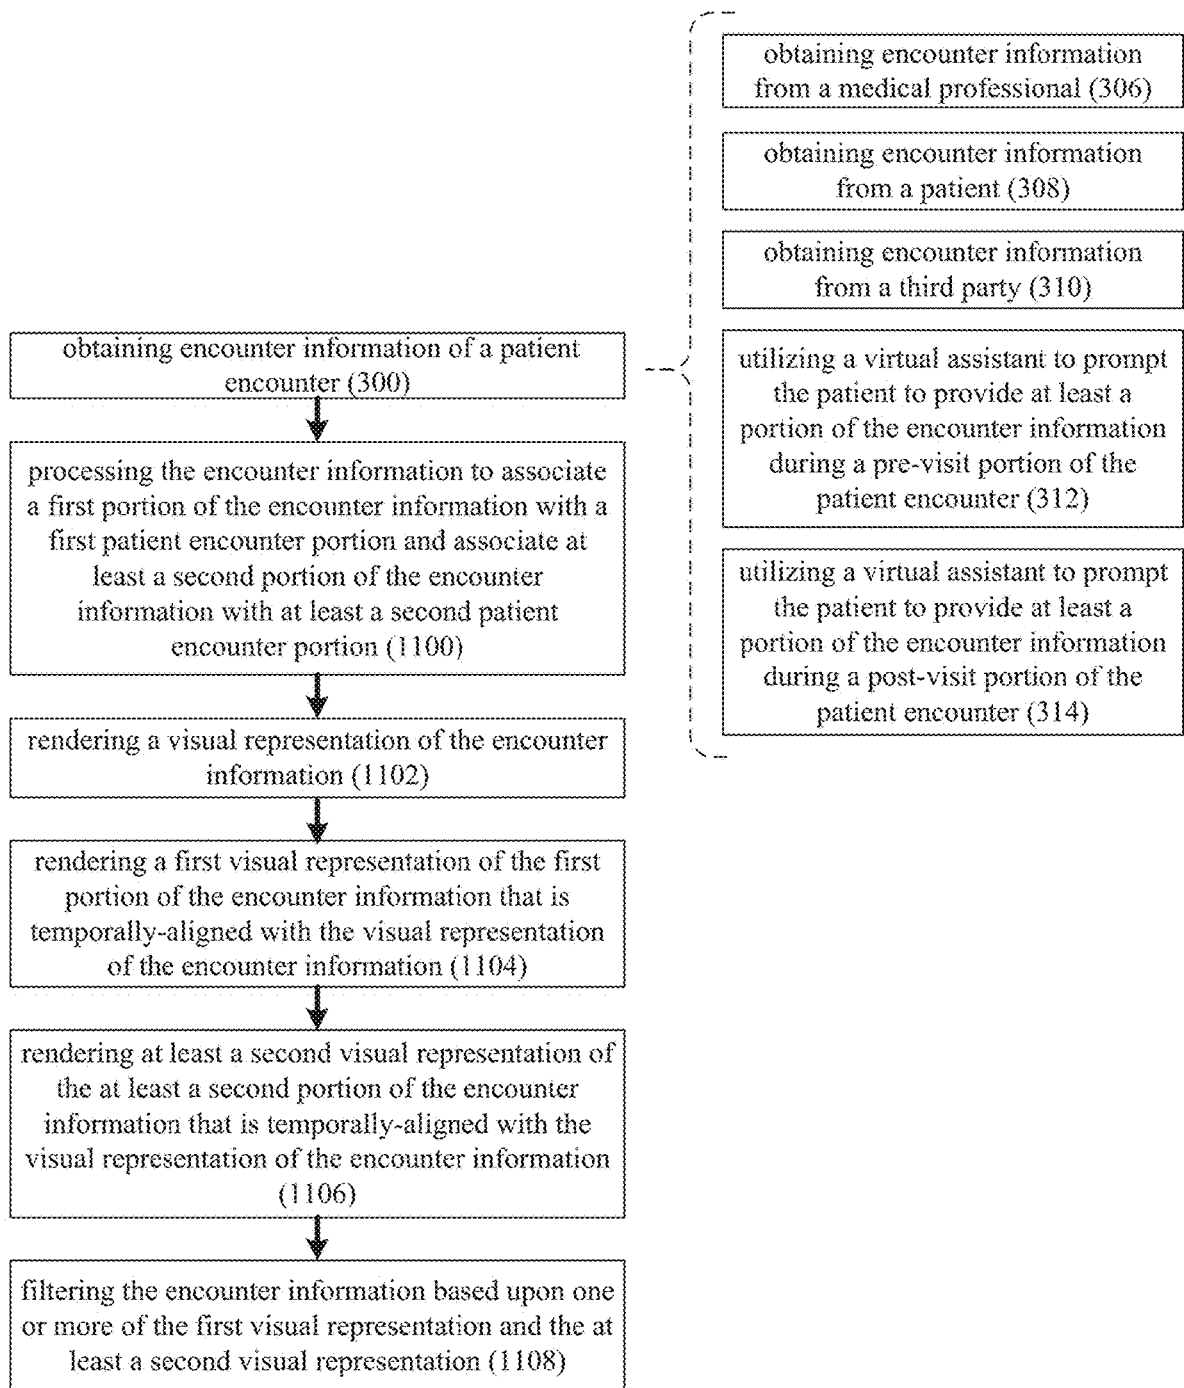 obtaining encounter information of a patient
encounter (300)
processing the encounter information to associate
a first portion of the encounter information with a
first patient encounter portion and associate at
least a second portion of the encounter
information with at least a second patient
encounter portion (1100)
rendering a visual representation of the encounter
information (1102)
rendering a first visual representation of the first
portion of the encounter information that is
temporally-aligned with the visual representation
of the encounter information (1104)
rendering at least a second visual representation of
the at least a second portion of the encounter
information that is temporally-aligned with the
visual representation of the encounter information
(1106)
filtering the encounter information based upon one
or more of the first visual representation and the at
least a second visual representation (1108)
obtaining encounter information
from a medical professional (306)
obtaining encounter information
from a patient (308)
obtaining encounter information
from a third party (310)
utilizing a virtual assistant to prompt
the patient to provide at least a
portion of the encounter information
during a pre-visit portion of the
patient encounter (312)
utilizing a virtual assistant to prompt
the patient to provide at least a
portion of the encounter information
during a post-visit portion of the
patient encounter (314)